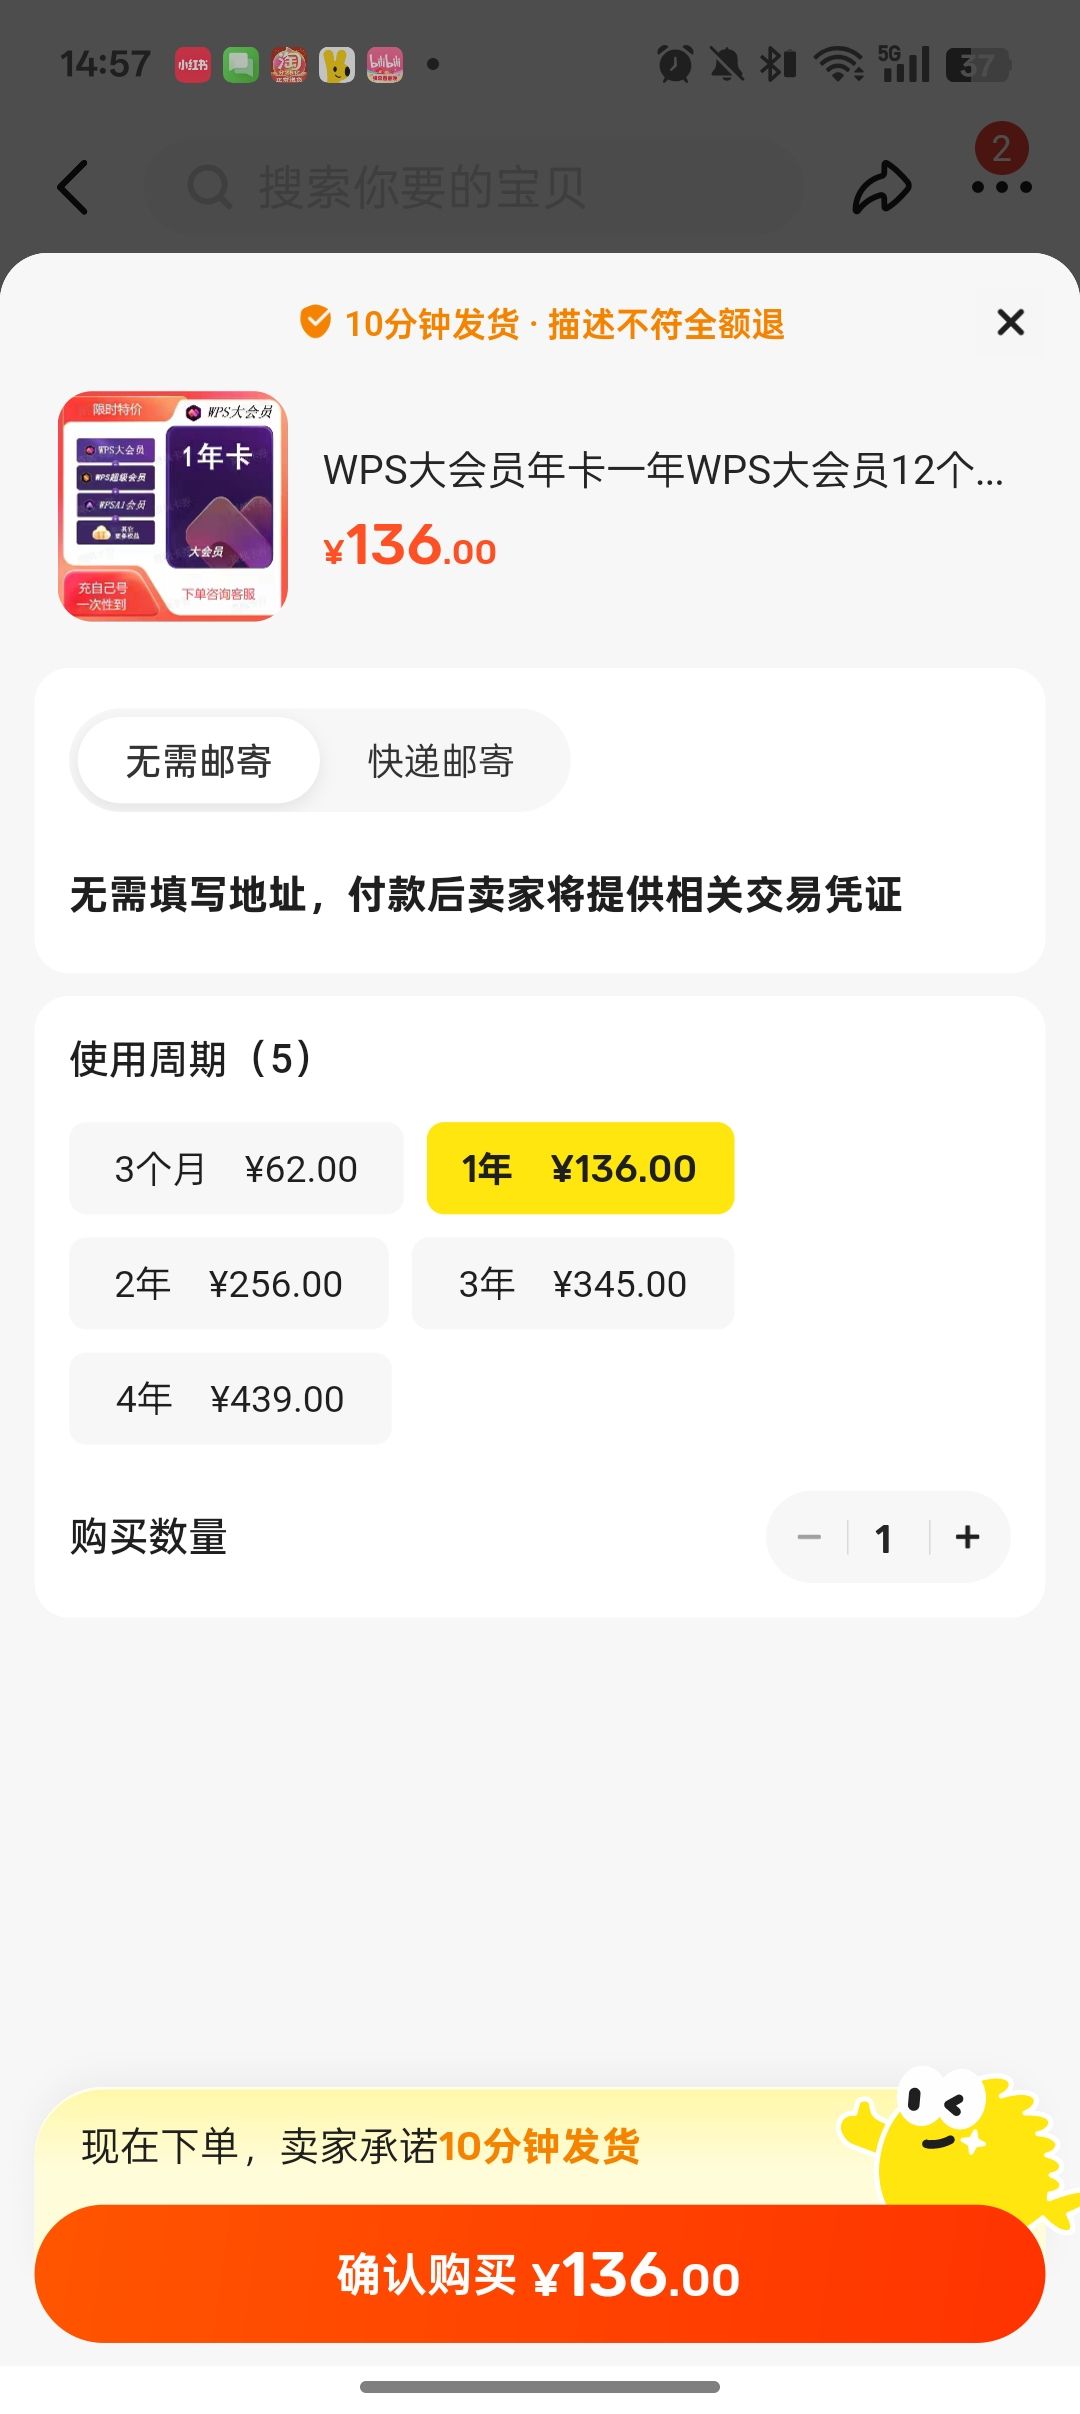 14:57
小红书
淘
bilibili
5G
37
搜索你要的宝贝
2
10分钟发货 · 描述不符全额退
限时特价
WPS大会员
WPS大会员
WPS超级会员
WPSAI会员
1年卡
大会员
充自己号
一次性到
下单咨询客服
WPS大会员年卡一年WPS大会员12个...
¥136.00
无需邮寄
快递邮寄
无需填写地址，付款后卖家将提供相关交易凭证
使用周期（5）
3个月 ¥62.00
1年 ¥136.00
2年 ¥256.00
3年 ¥345.00
4年 ¥439.00
购买数量
1
现在下单，卖家承诺10分钟发货
确认购买 ¥136.00